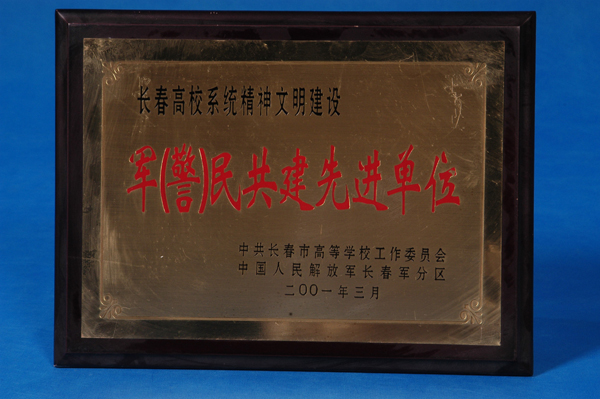 长春高校系统精神文明建设
军(警)民共建先进单位
中共长春市高等学校工作委员会
中国人民解放军长春军分区
二OO一年三月